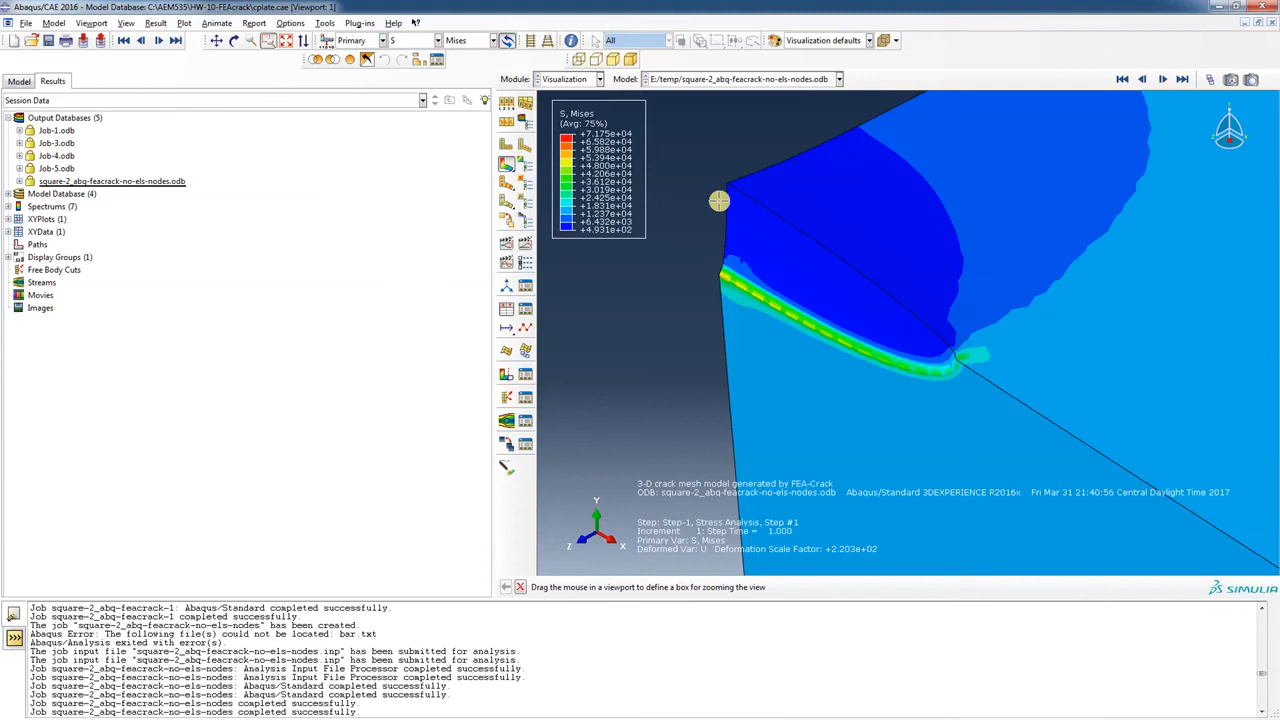 Abaqus/CAE 2016 - Model Database: C:\AEM535\HW-10-FEAcrack\cplate.cae [Viewport: 1]
File Model Viewport View Result Plot Animate Report Options Tools Plug-ins Help
Primary S Mises All Visualization defaults
Model Results Module: Visualization Model: E:/temp/square-2_abq-feacrack-no-els-nodes.odb
Session Data
Output Databases (5)
Job-1.odb
Job-3.odb
Job-4.odb
Job-5.odb
square-2_abq-feacrack-no-els-nodes.odb
Model Database (4)
Spectrums (7)
XYPlots (1)
XYData (1)
Paths
Display Groups (1)
Free Body Cuts
Streams
Movies
Images
S, Mises
(Avg: 75%)
+7.175e+04
+6.582e+04
+5.988e+04
+5.394e+04
+4.800e+04
+4.206e+04
+3.612e+04
+3.019e+04
+2.425e+04
+1.831e+04
+1.237e+04
+6.432e+03
+4.931e+02
Y
Z X
3-D crack mesh model generated by FEA-Crack
ODB: square-2_abq-feacrack-no-els-nodes.odb Abaqus/Standard 3DEXPERIENCE R2016x Fri Mar 31 21:40:56 Central Daylight Time 2017
Step: Step-1, Stress Analysis, Step #1
Increment 1: Step Time = 1.000
Primary Var: S, Mises
Deformed Var: U Deformation Scale Factor: +2.203e+02
Drag the mouse in a viewport to define a box for zooming the view
SIMULIA
Job square-2_abq-feacrack-1: Abaqus/Standard completed successfully.
Job square-2_abq-feacrack-1 completed successfully.
The job "square-2_abq-feacrack-no-els-nodes" has been created.
Abaqus Error: The following file(s) could not be located: bar.txt
Abaqus/Analysis exited with error(s).
The job input file "square-2_abq-feacrack-no-els-nodes.inp" has been submitted for analysis.
The job input file "square-2_abq-feacrack-no-els-nodes.inp" has been submitted for analysis.
Job square-2_abq-feacrack-no-els-nodes: Analysis Input File Processor completed successfully.
Job square-2_abq-feacrack-no-els-nodes: Analysis Input File Processor completed successfully.
Job square-2_abq-feacrack-no-els-nodes: Abaqus/Standard completed successfully.
Job square-2_abq-feacrack-no-els-nodes: Abaqus/Standard completed successfully.
Job square-2_abq-feacrack-no-els-nodes completed successfully.
Job square-2_abq-feacrack-no-els-nodes completed successfully.